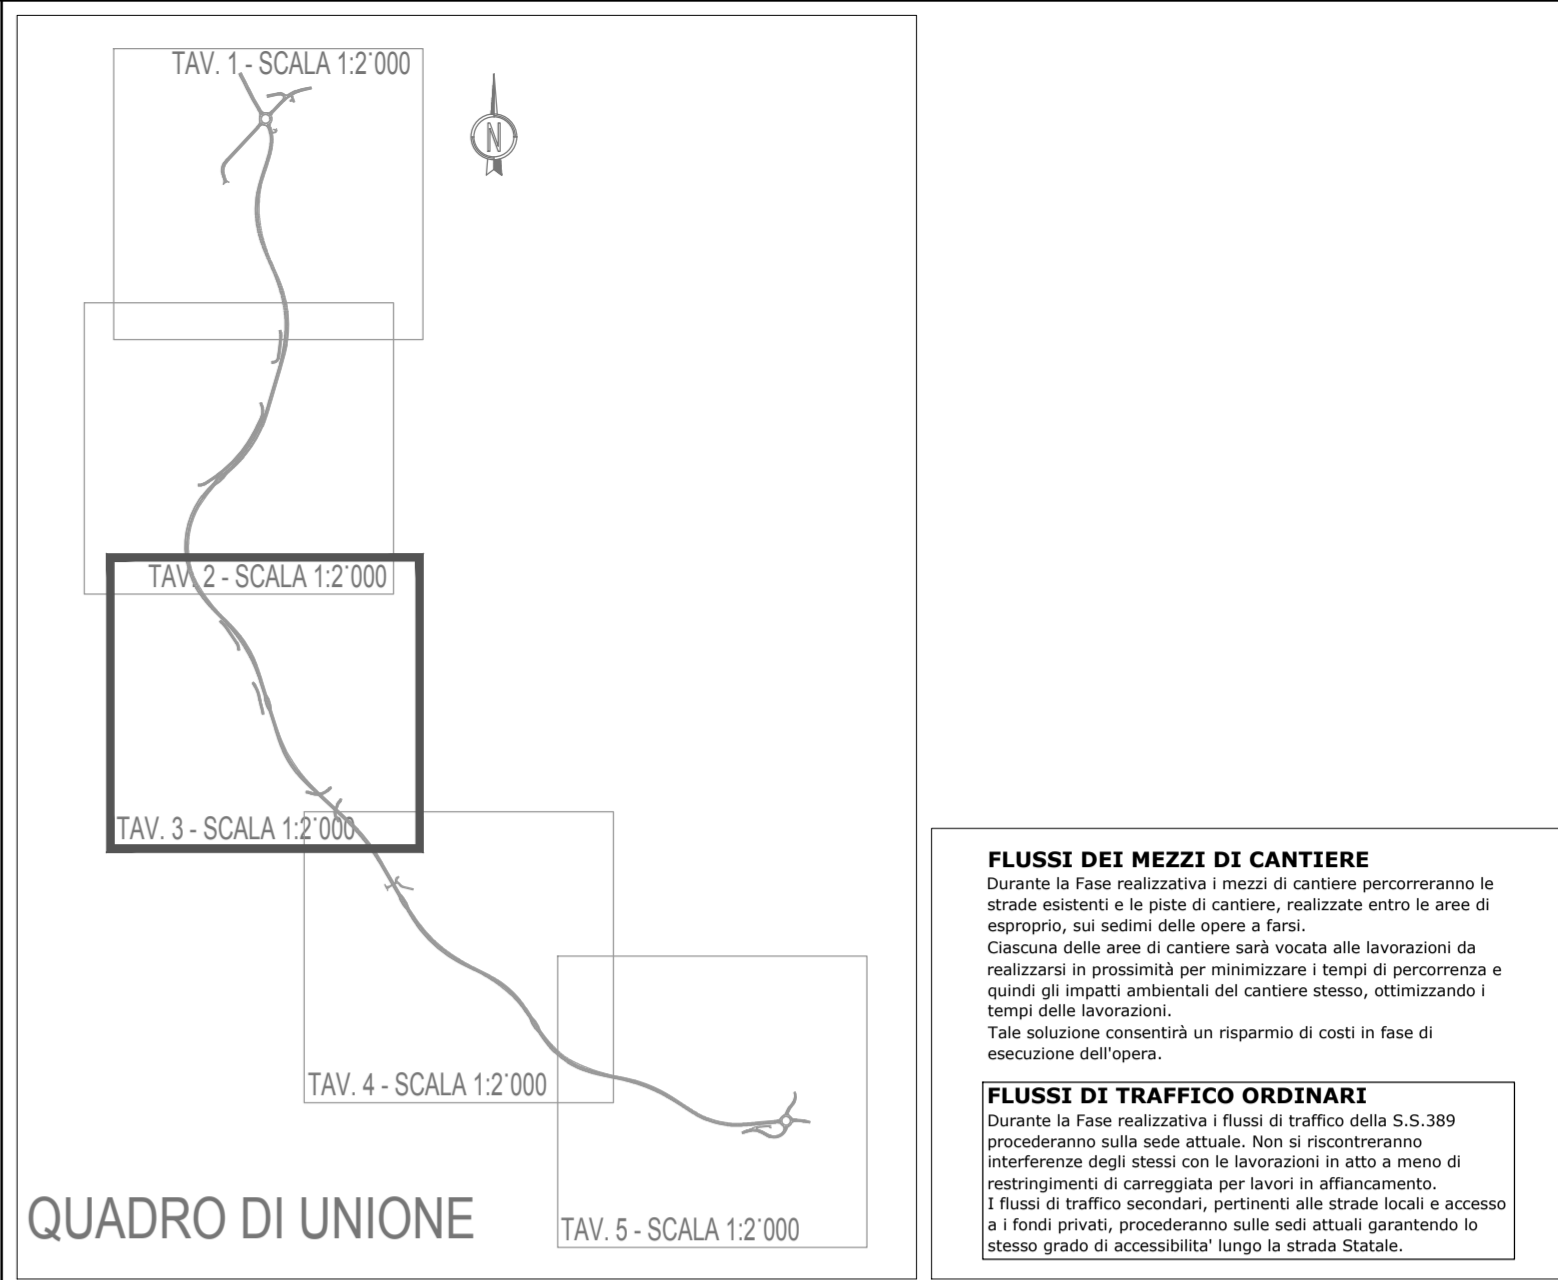 TAV. 1 - SCALA 1:2˙000
N
TAV. 2 - SCALA 1:2˙000
TAV. 3 - SCALA 1:2˙000
TAV. 4 - SCALA 1:2˙000
TAV. 5 - SCALA 1:2˙000
QUADRO DI UNIONE
FLUSSI DEI MEZZI DI CANTIERE
Durante la Fase realizzativa i mezzi di cantiere percorreranno le
strade esistenti e le piste di cantiere, realizzate entro le aree di
esproprio, sui sedimi delle opere a farsi.
Ciascuna delle aree di cantiere sarà vocata alle lavorazioni da
realizzarsi in prossimità per minimizzare i tempi di percorrenza e
quindi gli impatti ambientali del cantiere stesso, ottimizzando i
tempi delle lavorazioni.
Tale soluzione consentirà un risparmio di costi in fase di
esecuzione dell'opera.
FLUSSI DI TRAFFICO ORDINARI
Durante la Fase realizzativa i flussi di traffico della S.S.389
procederanno sulla sede attuale. Non si riscontreranno
interferenze degli stessi con le lavorazioni in atto a meno di
restringimenti di carreggiata per lavori in affiancamento.
I flussi di traffico secondari, pertinenti alle strade locali e accesso
a i fondi privati, procederanno sulle sedi attuali garantendo lo
stesso grado di accessibilita' lungo la strada Statale.